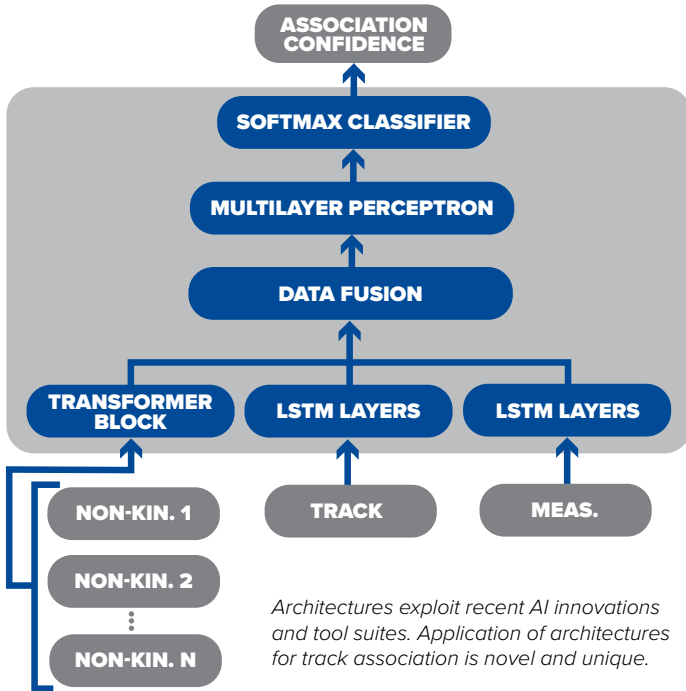 ASSOCIATION
CONFIDENCE
SOFTMAX CLASSIFIER
MULTILAYER PERCEPTRON
DATA FUSION
TRANSFORMER
BLOCK
LSTM LAYERS
LSTM LAYERS
NON-KIN. 1
TRACK
MEAS.
NON-KIN. 2
NON-KIN. N
Architectures exploit recent AI innovations
and tool suites. Application of architectures
for track association is novel and unique.